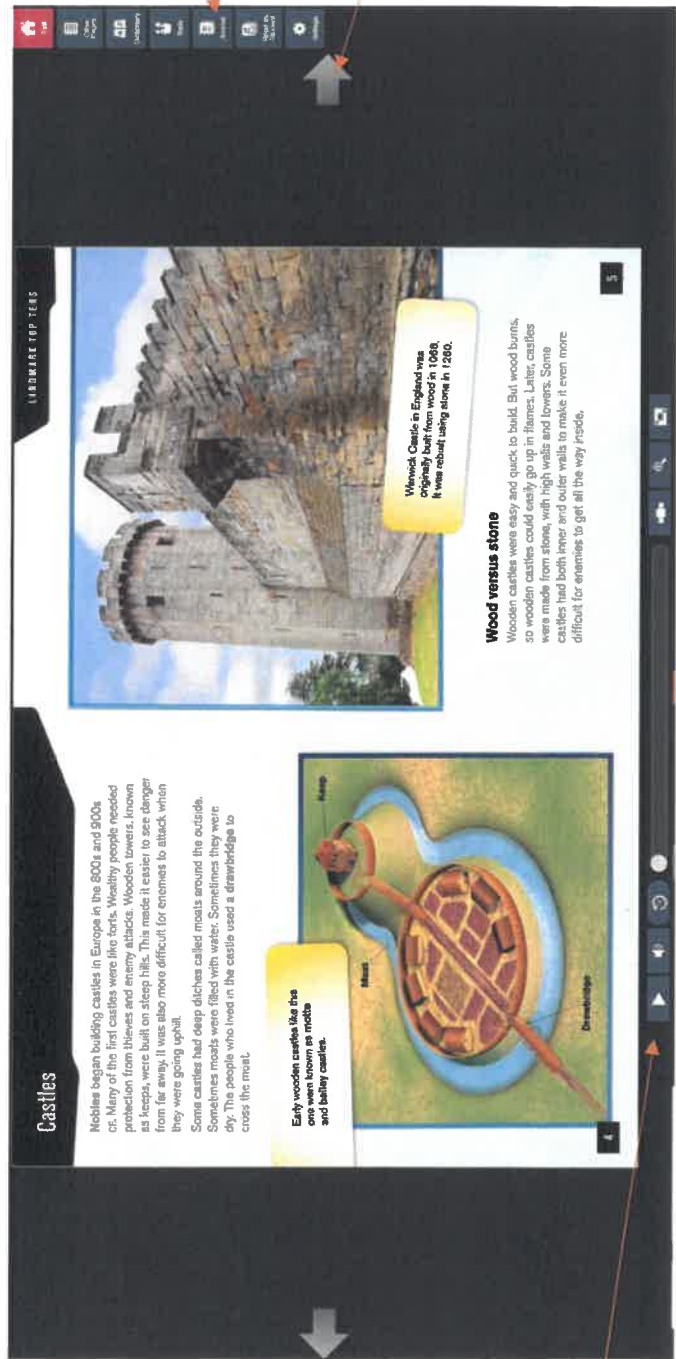 Castles
Nobles began building castles in Europe in the 800s and 900s
CE. Many of the first castles were like forts. Wealthy people needed
protection from thieves and enemy attacks. Wooden towers, known
as keeps, were built on steep hills. This made it easier to see danger
from far away. It was also more difficult for enemies to attack when
they were going uphill.
Some castles had deep ditches called moats around the outside.
Sometimes moats were filled with water. Sometimes they were
dry. The people who lived in the castle used a drawbridge to
cross the moat.
Early wooden castles like this
one were known as motte
and bailey castles.
Keep
Moat
Drawbridge
4
LANDMARK TOP TENS
Warwick Castle in England was
originally built from wood in 1068.
It was rebuilt using stone in 1260.
Wood versus stone
Wooden castles were easy and quick to build. But wood burns,
so wooden castles could easily go up in flames. Later, castles
were made from stone, with high walls and towers. Some
castles had both inner and outer walls to make it even more
difficult for enemies to get all the way inside.
5
Exit
Tools
Settings